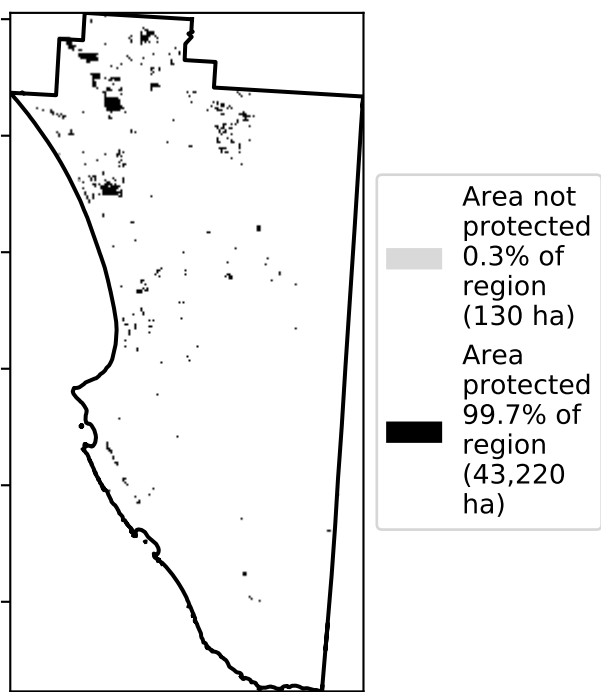 Area not
protected
0.3% of
region
(130 ha)
Area
protected
99.7% of
region
(43,220
ha)